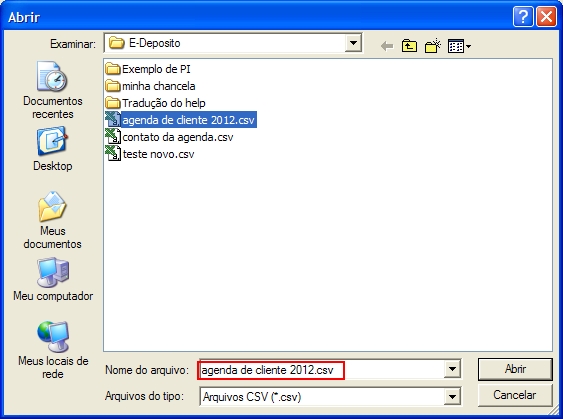 Abrir
Examinar:
E-Deposito
Documentos
recentes
Desktop
Meus
documentos
Meu computador
Meus locais de
rede
Exemplo de PI
minha chancela
Tradução do help
agenda de cliente 2012.csv
contato da agenda.csv
teste novo.csv
Nome do arquivo:
agenda de cliente 2012.csv
Abrir
Arquivos do tipo:
Arquivos CSV (*.csv)
Cancelar